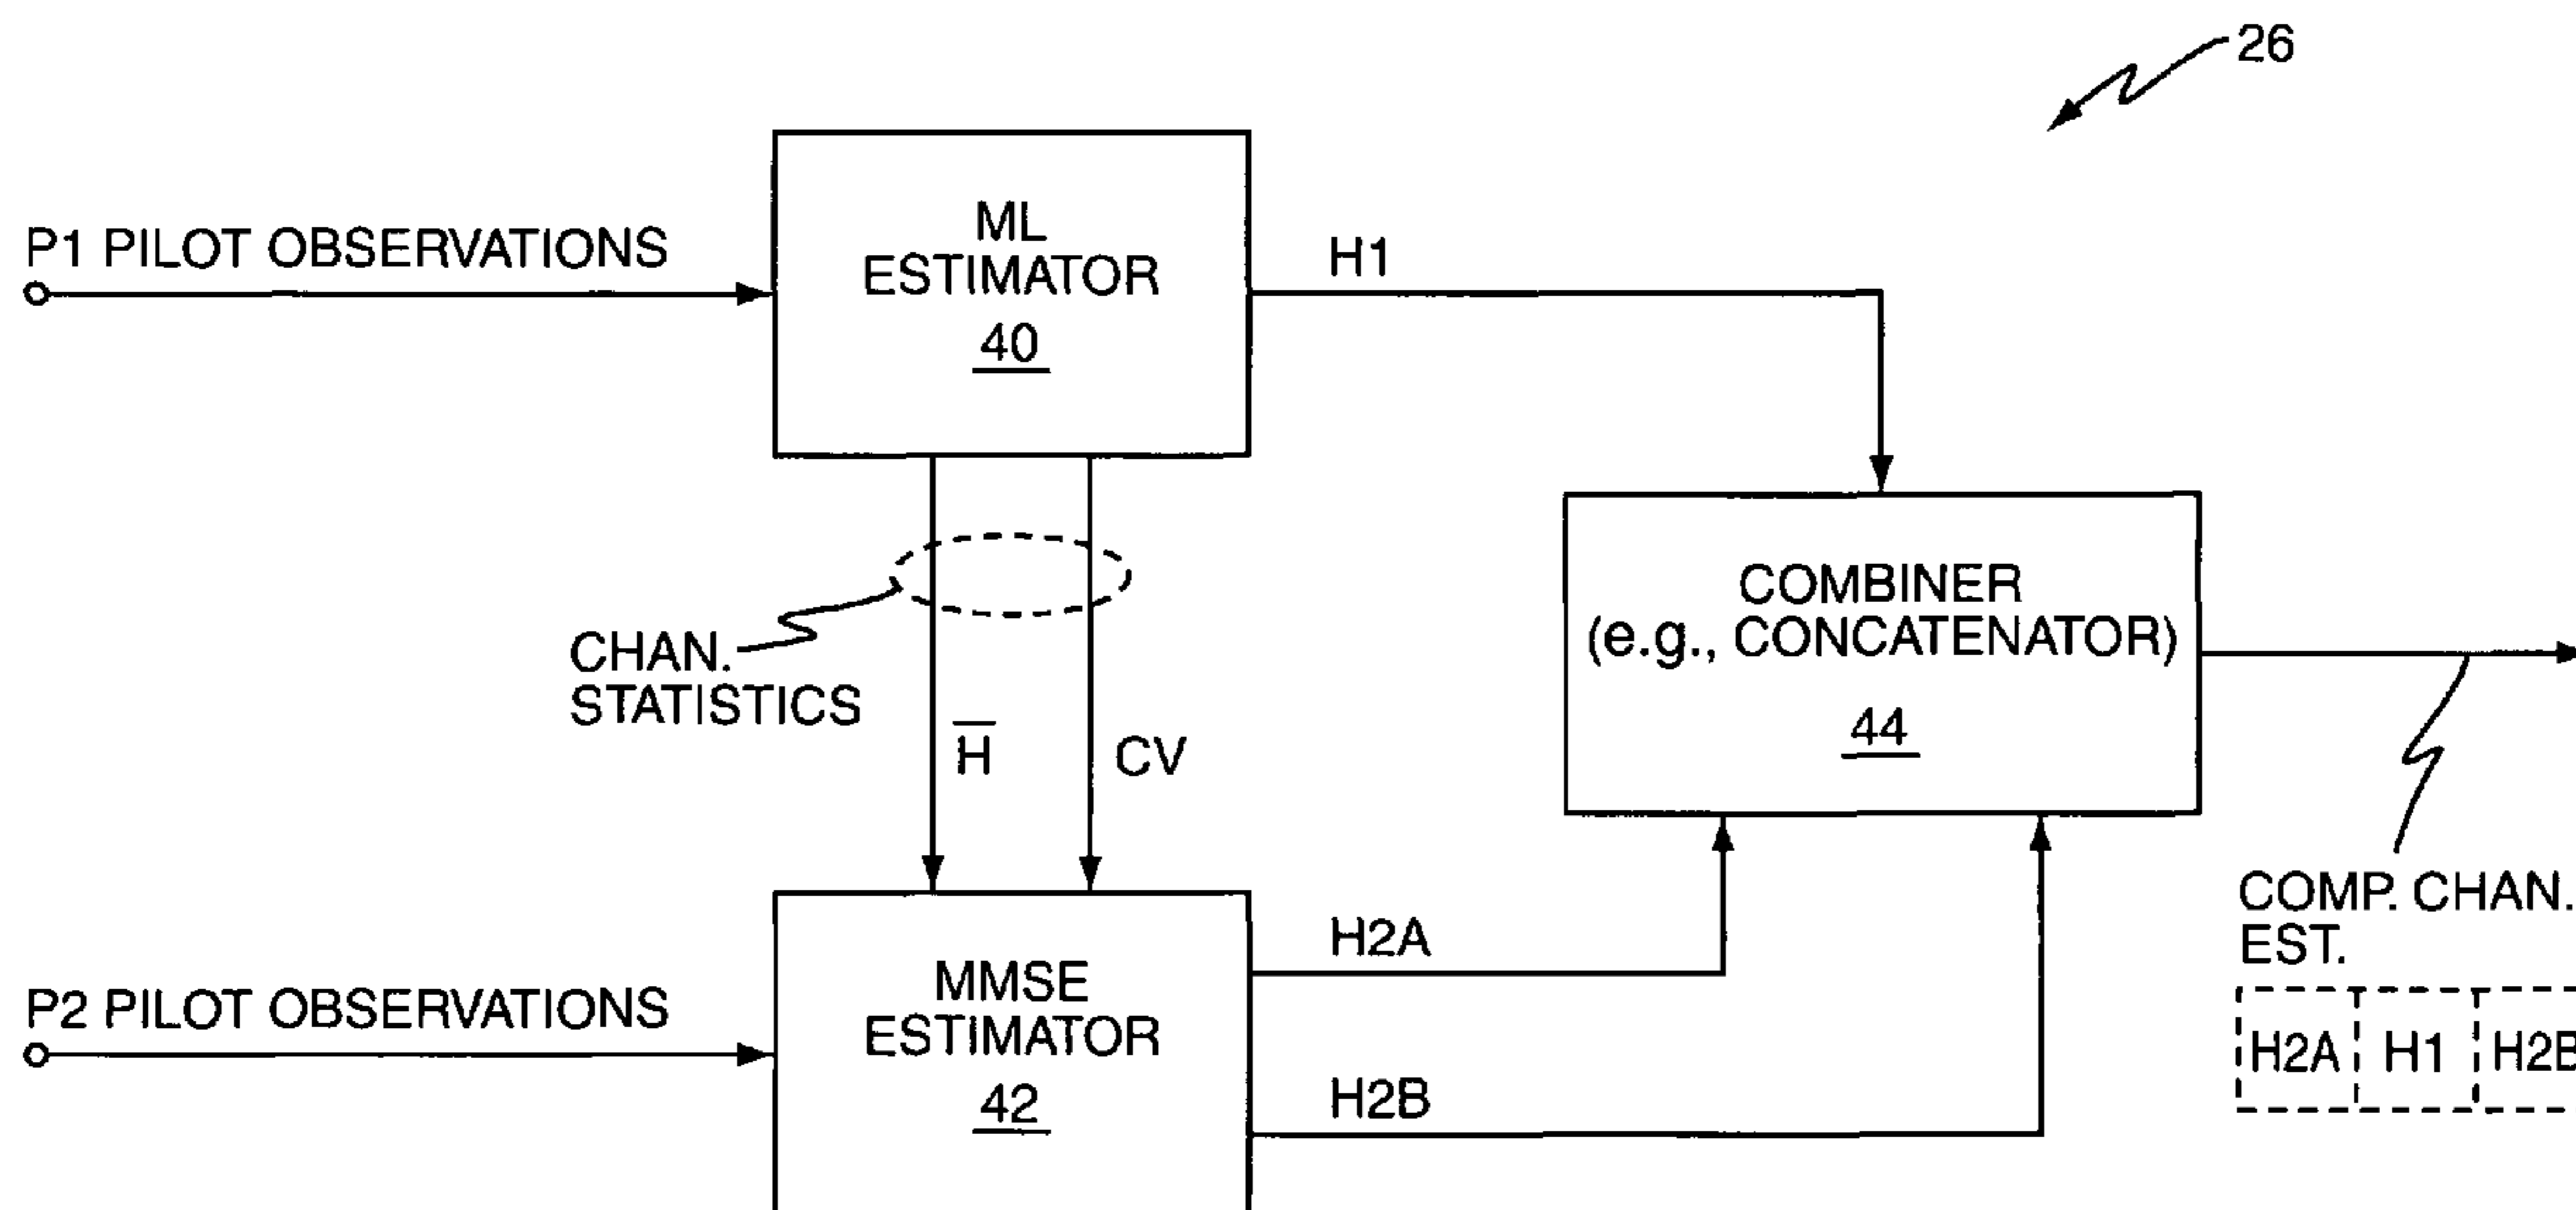 26
P1 PILOT OBSERVATIONS
ML
ESTIMATOR
40
H1
CHAN.
STATISTICS
H̅
CV
COMBINER
(e.g., CONCATENATOR)
44
COMP. CHAN.
EST.
H2A H1 H2B
P2 PILOT OBSERVATIONS
MMSE
ESTIMATOR
42
H2A
H2B